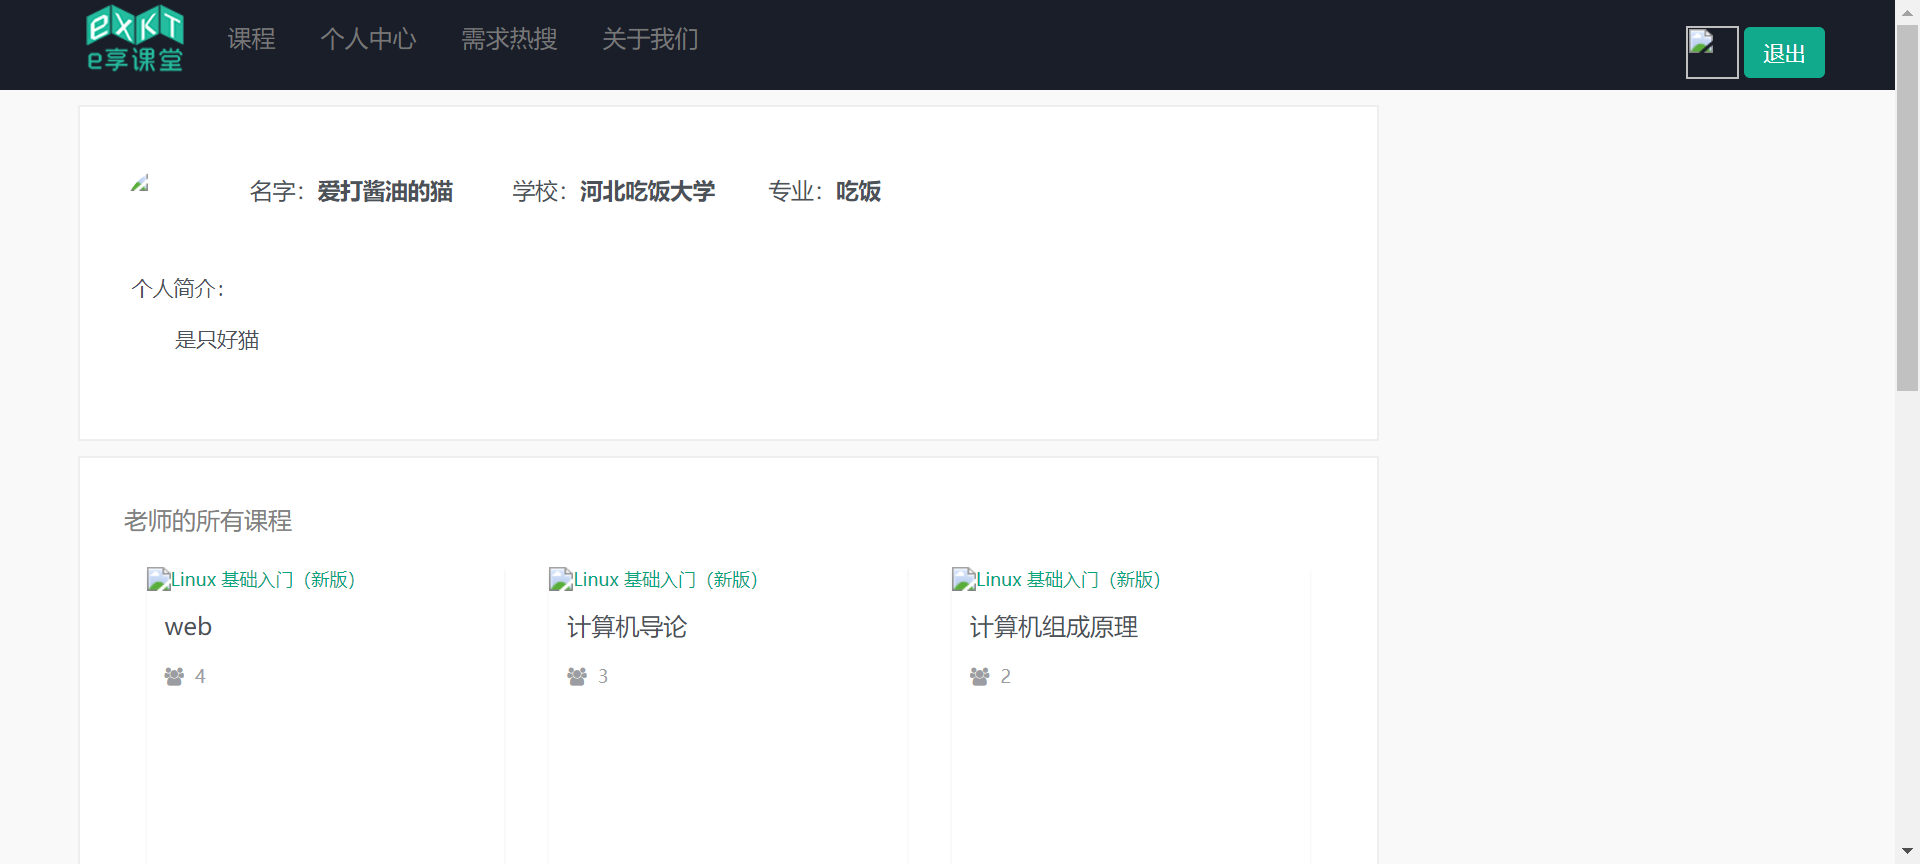 eXKT
e享课堂
课程 个人中心 需求热搜 关于我们
退出
名字：爱打酱油的猫 学校：河北吃饭大学 专业：吃饭
个人简介：
是只好猫
老师的所有课程
Linux 基础入门（新版） Linux 基础入门（新版） Linux 基础入门（新版）
web 计算机导论 计算机组成原理
4 3 2